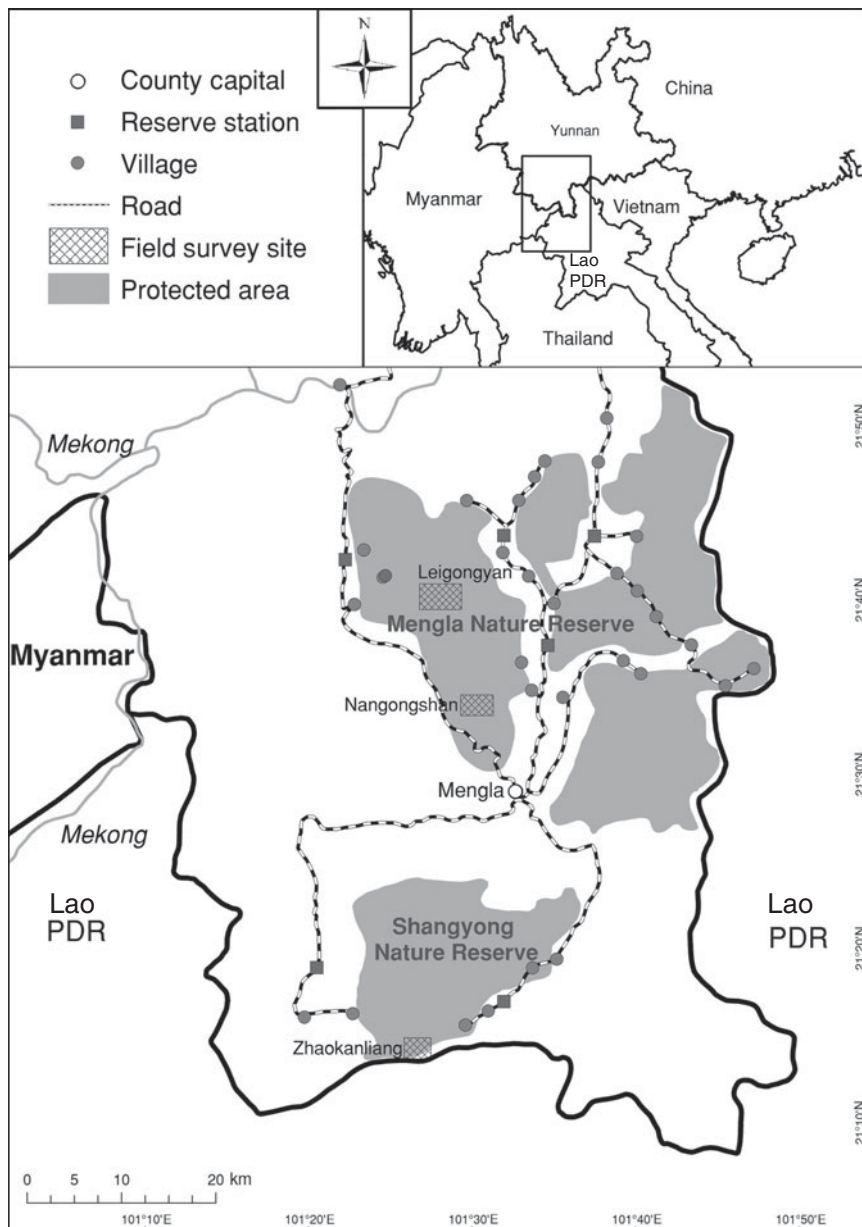 N
County capital
Reserve station
Village
Road
Field survey site
Protected area
China
Yunnan
Myanmar
Vietnam
Lao
PDR
Thailand
Mekong
21°50'N
Leigongyan
21°40'N
Mengla Nature Reserve
Myanmar
Nangongshan
21°30'N
Mengla
Mekong
Lao
PDR
Lao
PDR
Shangyong
Nature Reserve
21°20'N
Zhaokanliang
21°10'N
0 5 10 20 km
101°10'E 101°20'E 101°30'E 101°40'E 101°50'E